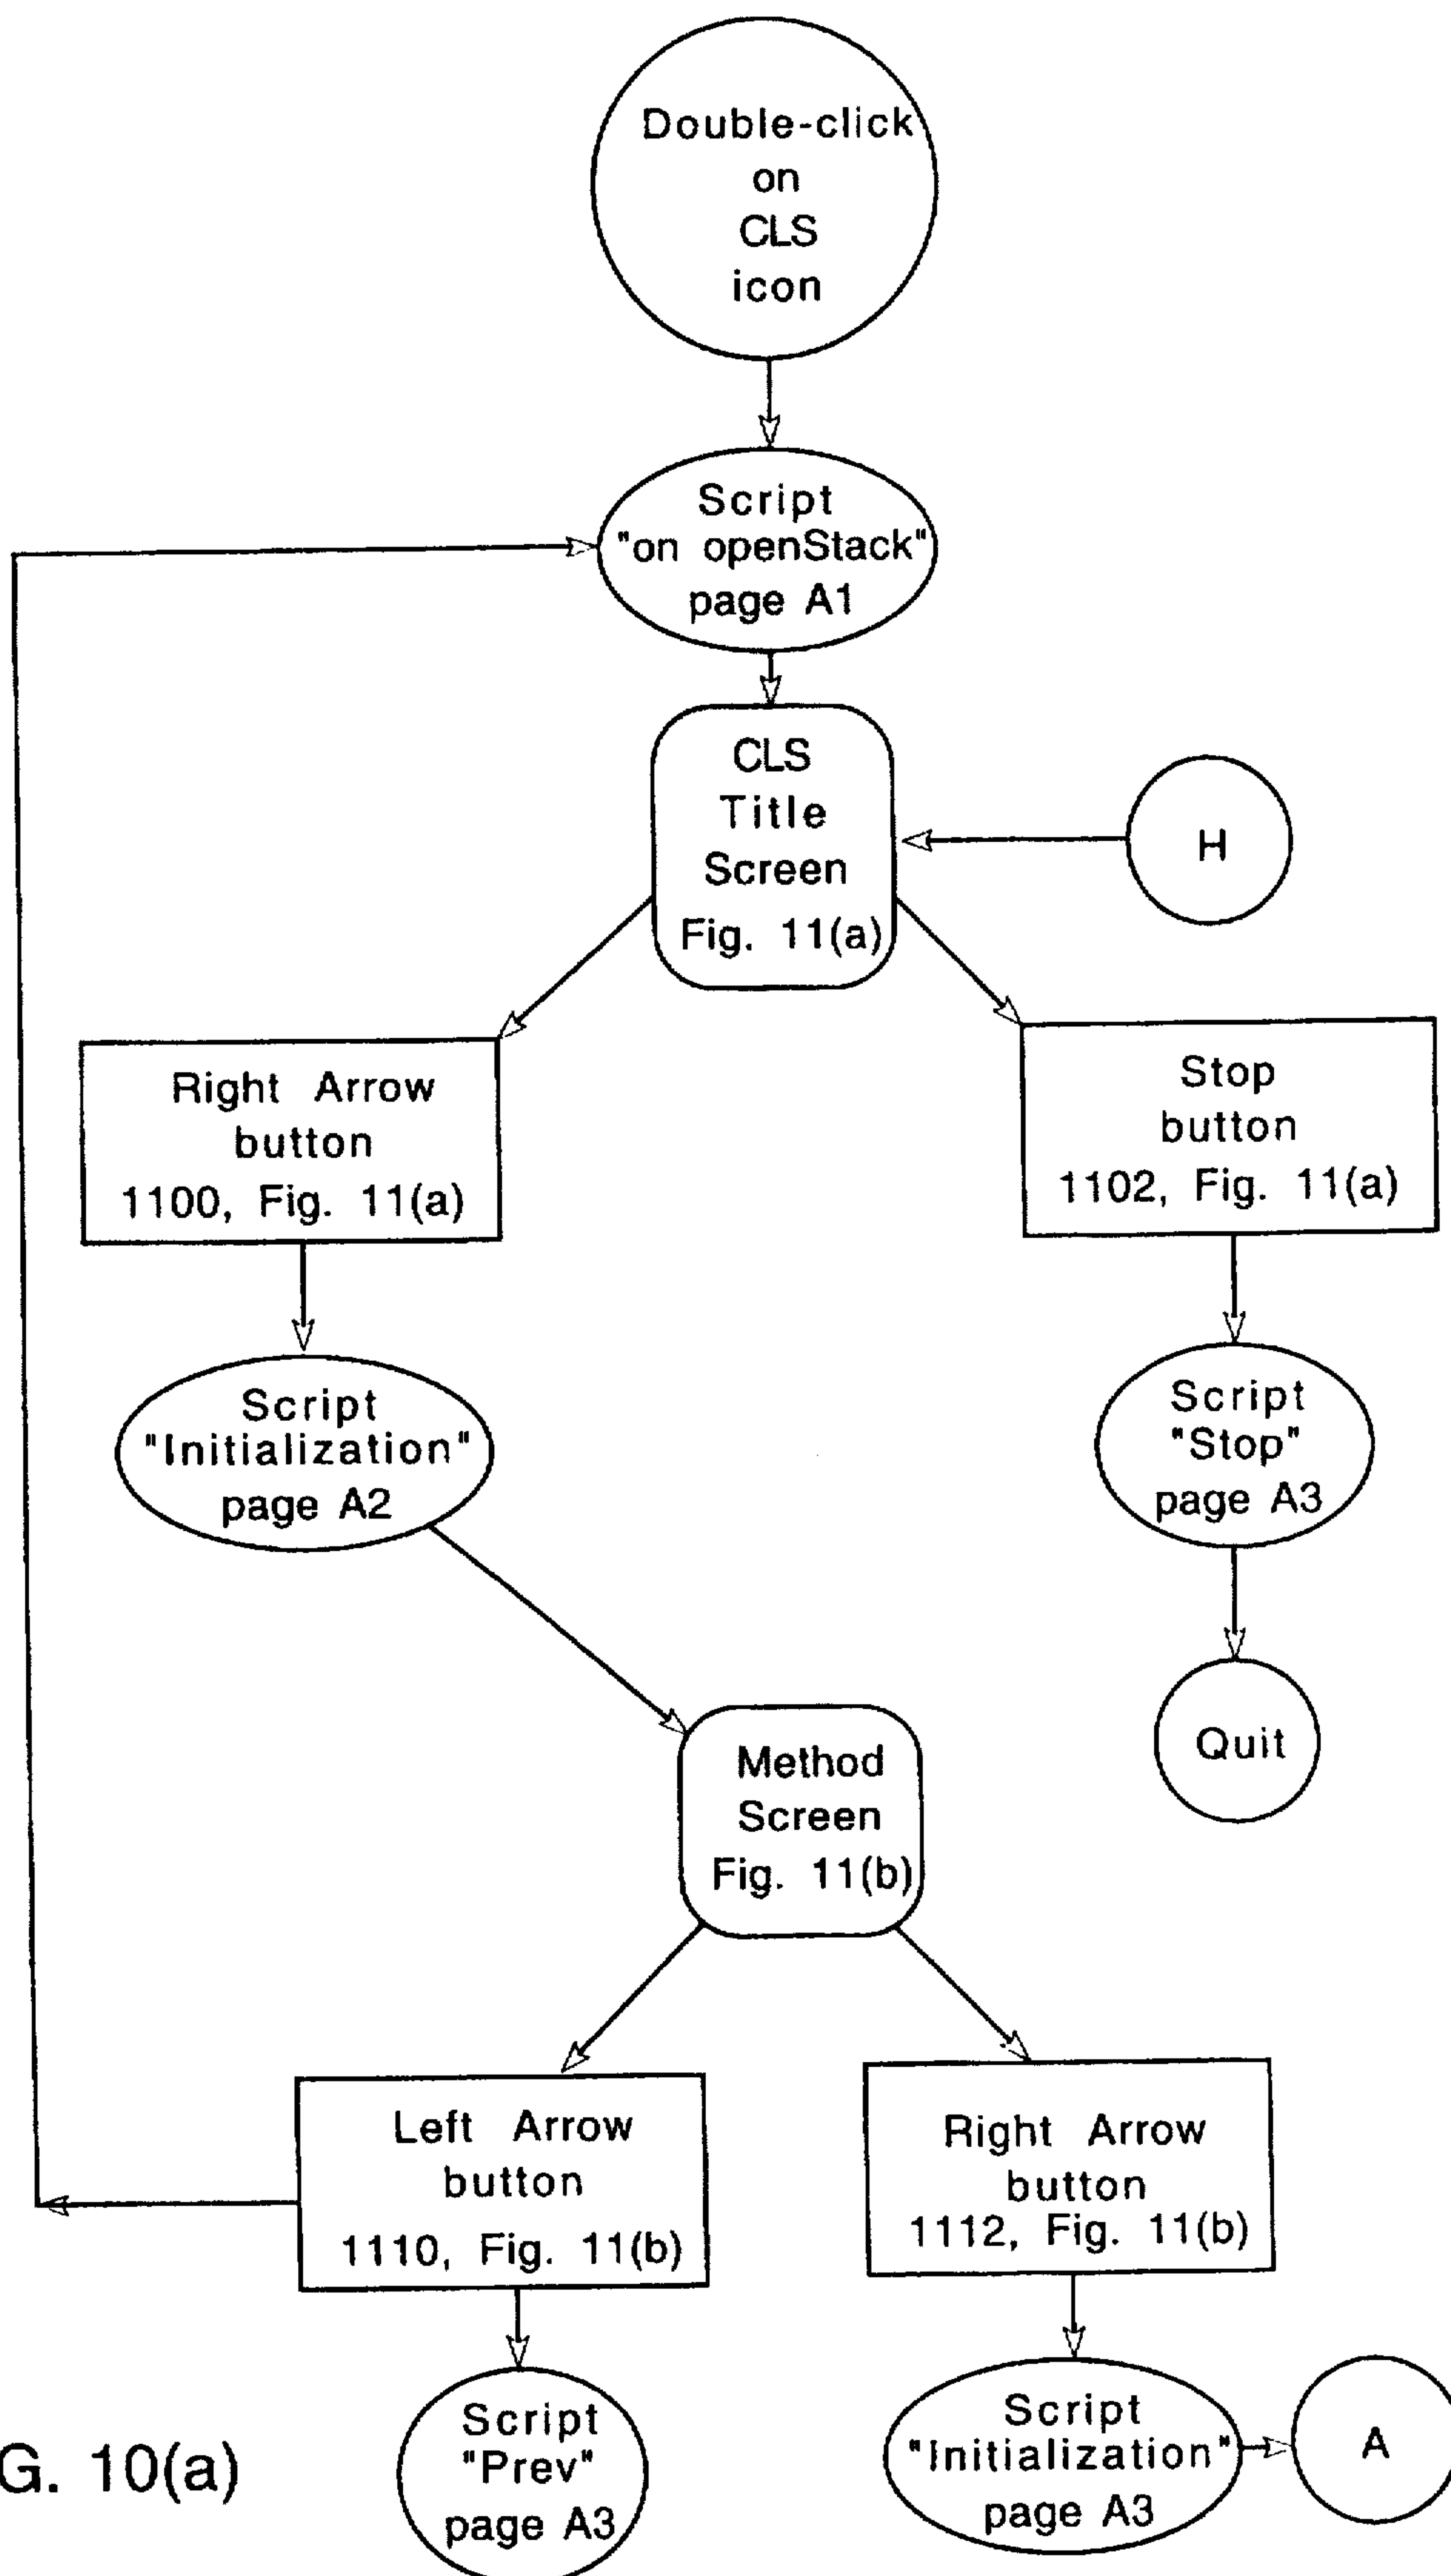 Double-click
on
CLS
icon
Script
"on openStack"
page A1
CLS
Title
Screen
Fig. 11(a)
H
Right Arrow
button
1100, Fig. 11(a)
Stop
button
1102, Fig. 11(a)
Script
"Initialization"
page A2
Script
"Stop"
page A3
Quit
Method
Screen
Fig. 11(b)
Left Arrow
button
1110, Fig. 11(b)
Right Arrow
button
1112, Fig. 11(b)
Script
"Prev"
page A3
Script
"Initialization"
page A3
A
G. 10(a)